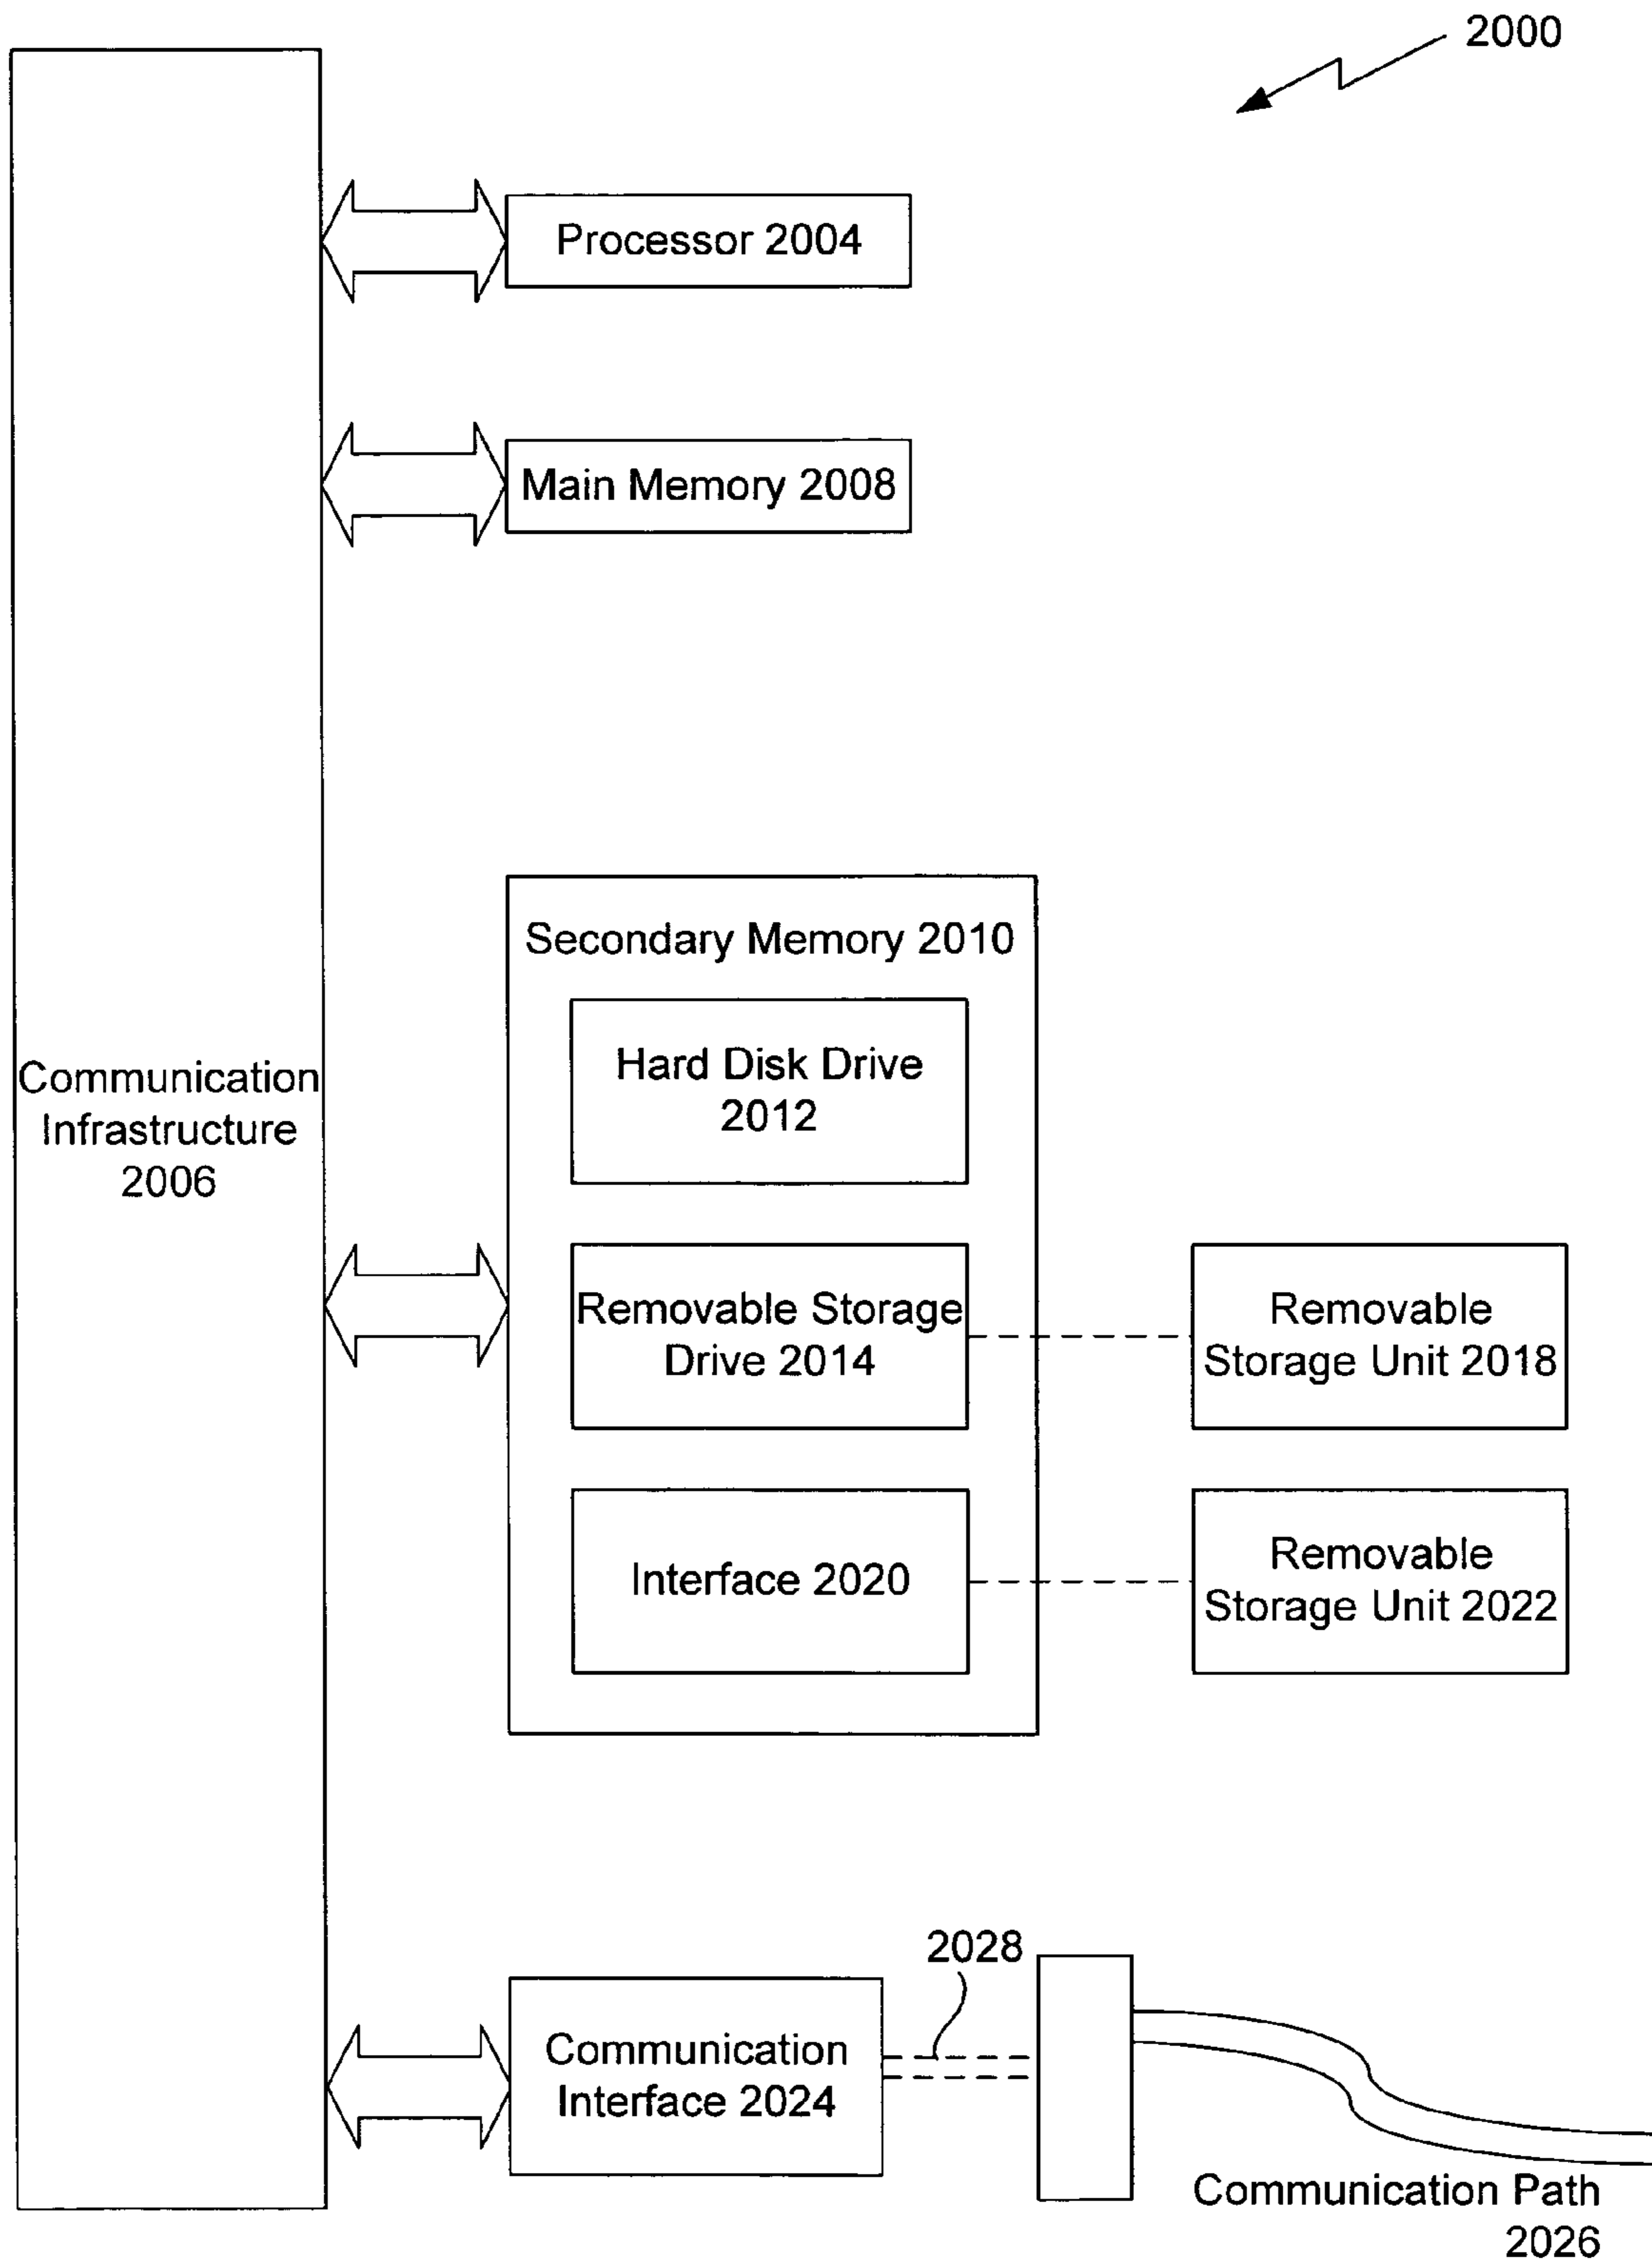 2000
Processor 2004
Main Memory 2008
Secondary Memory 2010
Hard Disk Drive
2012
Communication
Infrastructure
2006
Removable Storage
Drive 2014
Removable
Storage Unit 2018
Interface 2020
Removable
Storage Unit 2022
2028
Communication
Interface 2024
Communication Path
2026